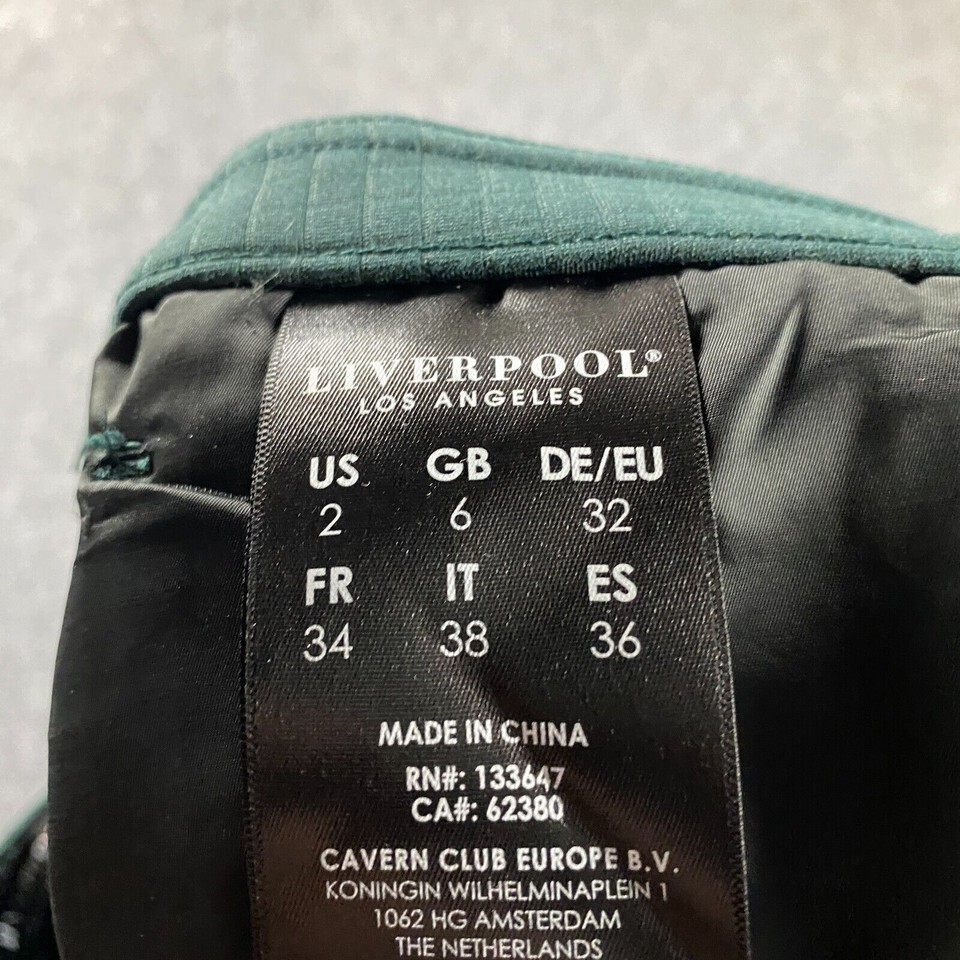 LIVERPOOL®
LOS ANGELES
US GB DE/EU
2 6 32
FR IT ES
34 38 36
MADE IN CHINA
RN#: 133647
CA#: 62380
CAVERN CLUB EUROPE B.V.
KONINGIN WILHELMINAPLEIN 1
1062 HG AMSTERDAM
THE NETHERLANDS